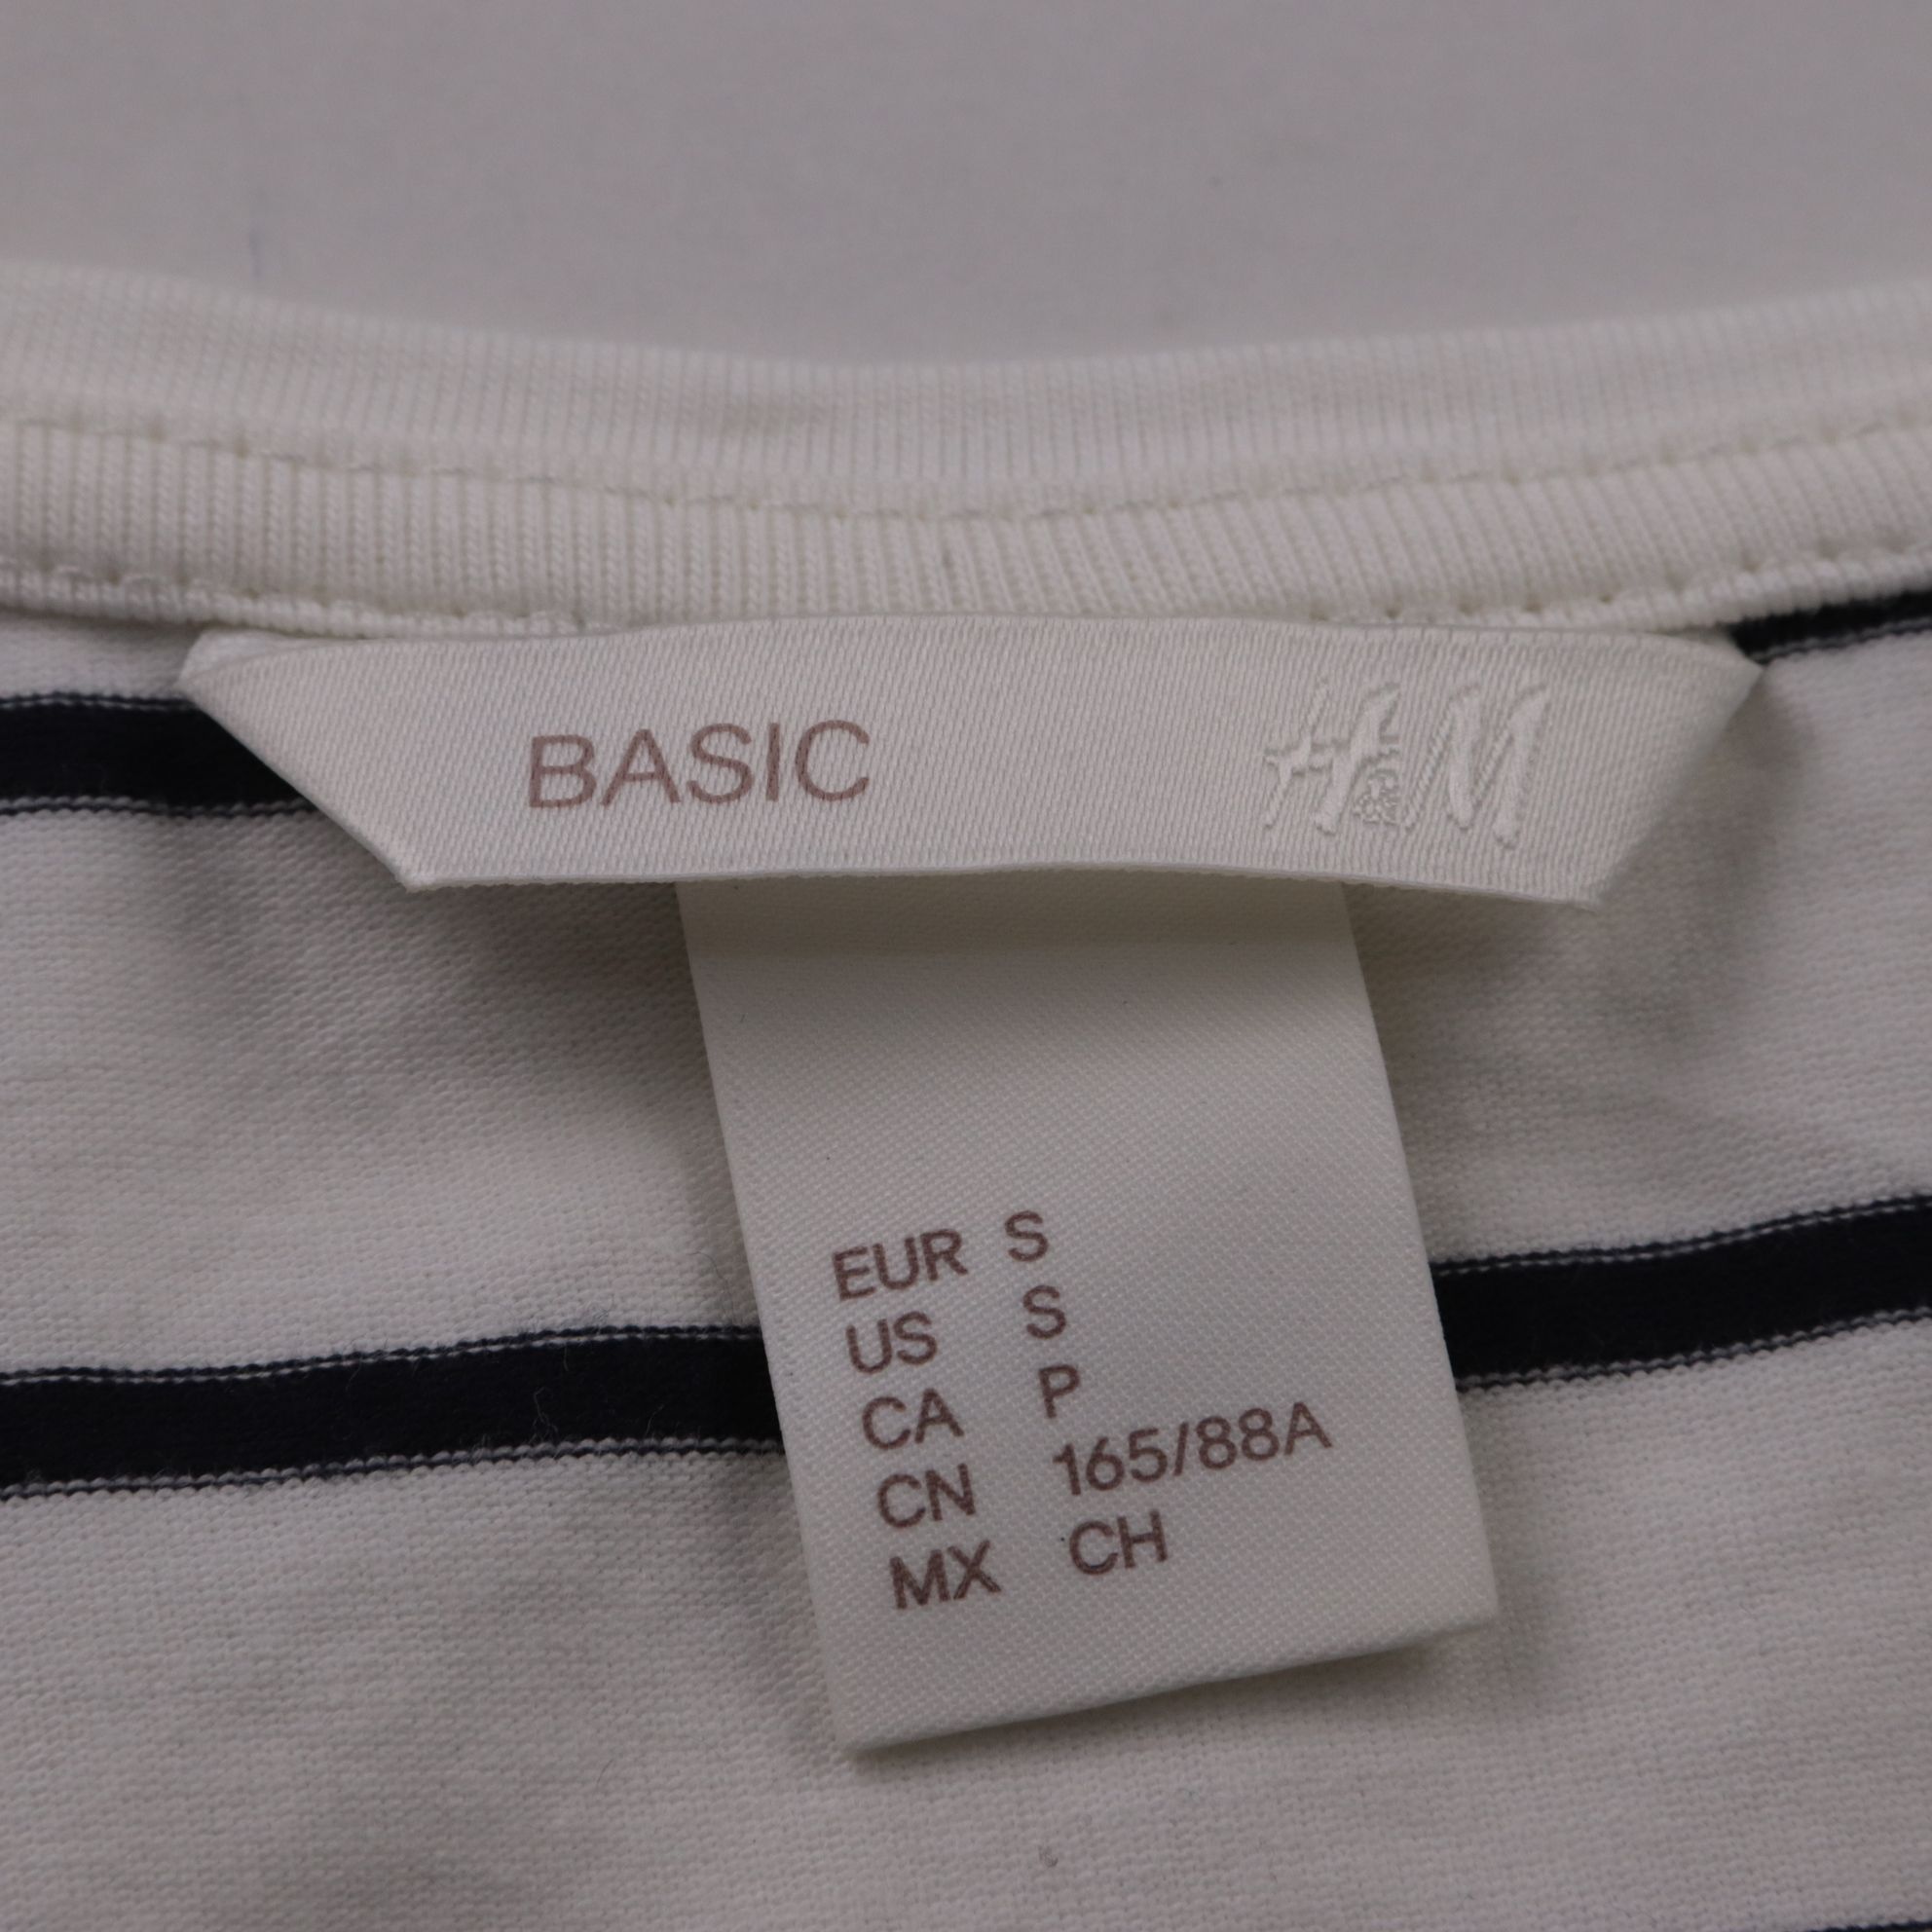 BASIC H&M
EUR S
US S
CA P
CN 165/88A
MX CH